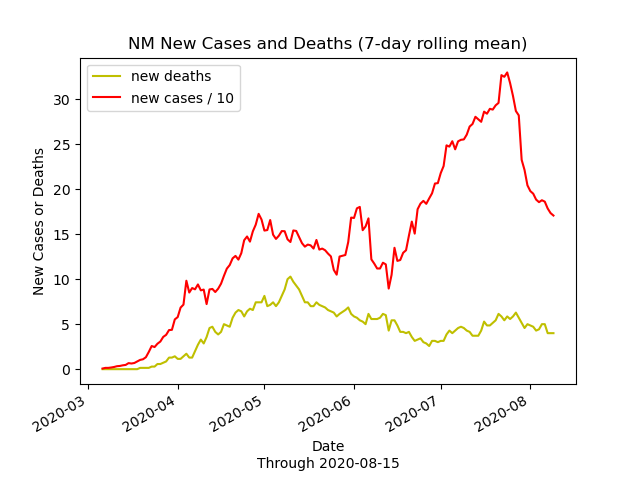 NM New Cases and Deaths (7-day rolling mean)
new deaths
new cases / 10
30
25
20
15
10
5
0
New Cases or Deaths
2020-03
2020-04
2020-05
2020-06
2020-07
2020-08
Date
Through 2020-08-15